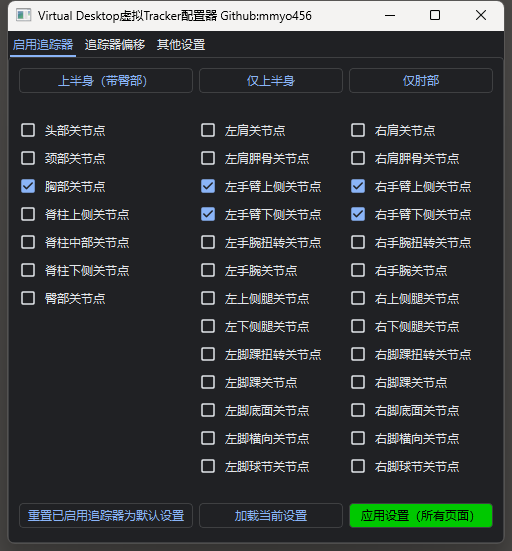 Virtual Desktop虚拟Tracker配置器 Github:mmyo456
启用追踪器 追踪器偏移 其他设置
上半身（带臀部） 仅上半身 仅肘部
头部关节点 左肩关节点 右肩关节点
颈部关节点 左肩胛骨关节点 右肩胛骨关节点
胸部关节点 左手臂上侧关节点 右手臂上侧关节点
脊柱上侧关节点 左手臂下侧关节点 右手臂下侧关节点
脊柱中部关节点 左手腕扭转关节点 右手腕扭转关节点
脊柱下侧关节点 左手腕关节点 右手腕关节点
臀部关节点 左上侧腿关节点 右上侧腿关节点
左下侧腿关节点 右下侧腿关节点
左脚踝扭转关节点 右脚踝扭转关节点
左脚踝关节点 右脚踝关节点
左脚底面关节点 右脚底面关节点
左脚横向关节点 右脚横向关节点
左脚球节关节点 右脚球节关节点
重置已启用追踪器为默认设置 加载当前设置 应用设置（所有页面）